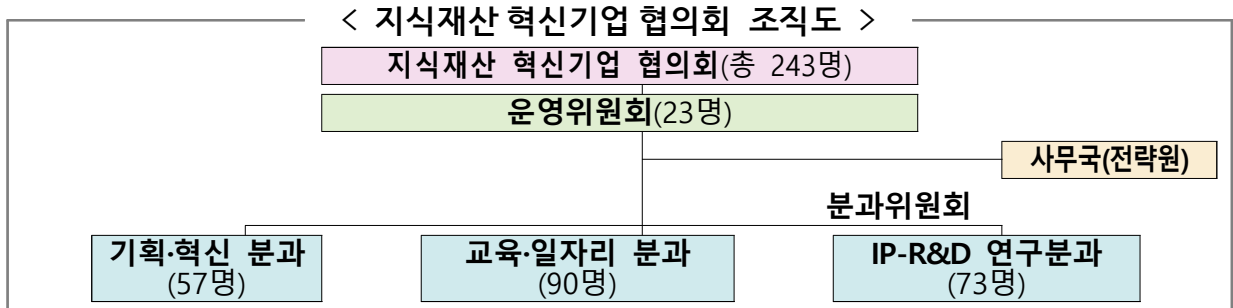 < 지식재산 혁신기업 협의회 조직도 >
지식재산 혁신기업 협의회(총 243명)
운영위원회(23명)
사무국(전략원)
분과위원회
기획·혁신 분과
(57명)
교육·일자리 분과
(90명)
IP-R&D 연구분과
(73명)